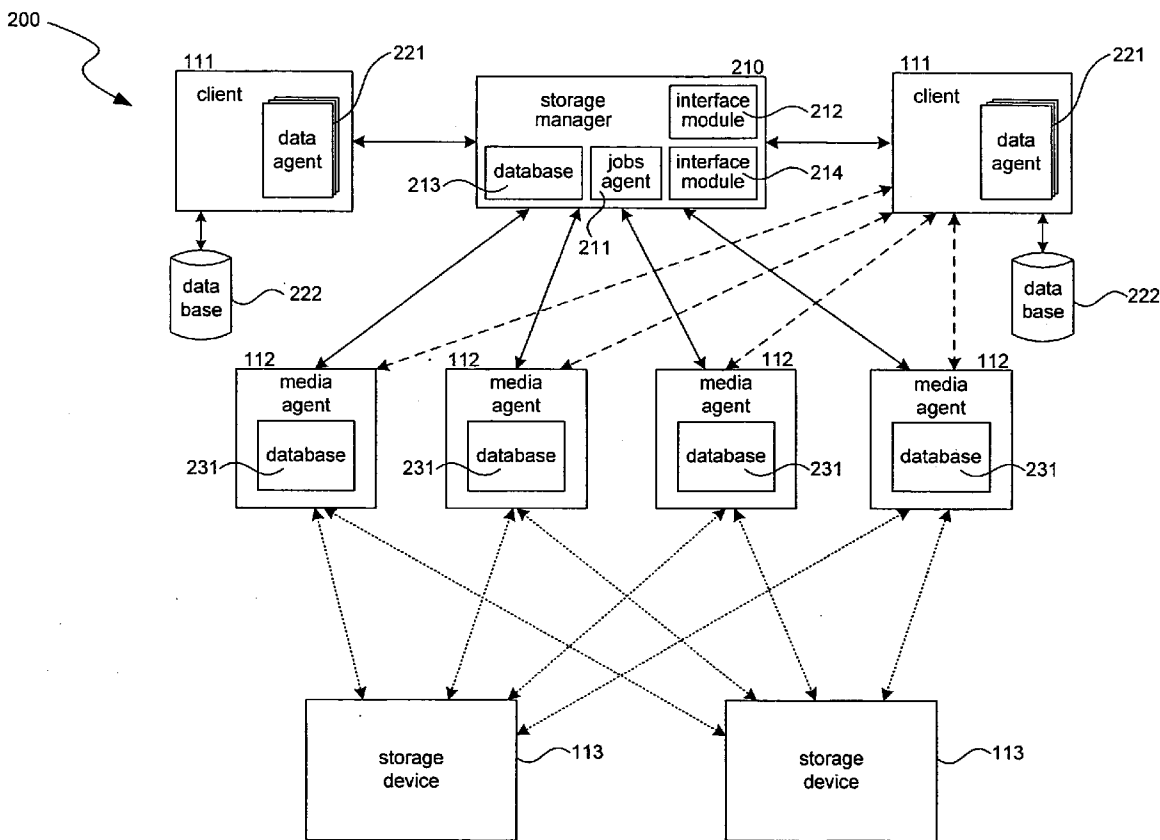 200
111
client
data
agent
221
210
storage
manager
interface
module
212
database
213
jobs
agent
211
interface
module
214
111
client
data
agent
221
data
base
222
data
base
222
112
media
agent
database
231
112
media
agent
database
231
112
media
agent
database
231
112
media
agent
database
231
storage
device
113
storage
device
113